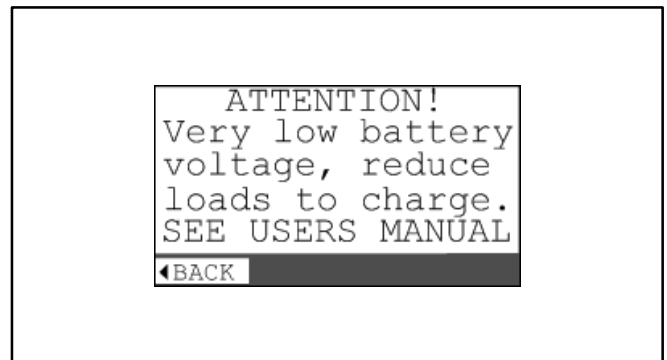 ATTENTION!
Very low battery
voltage, reduce
loads to charge.
SEE USERS MANUAL
◀BACK